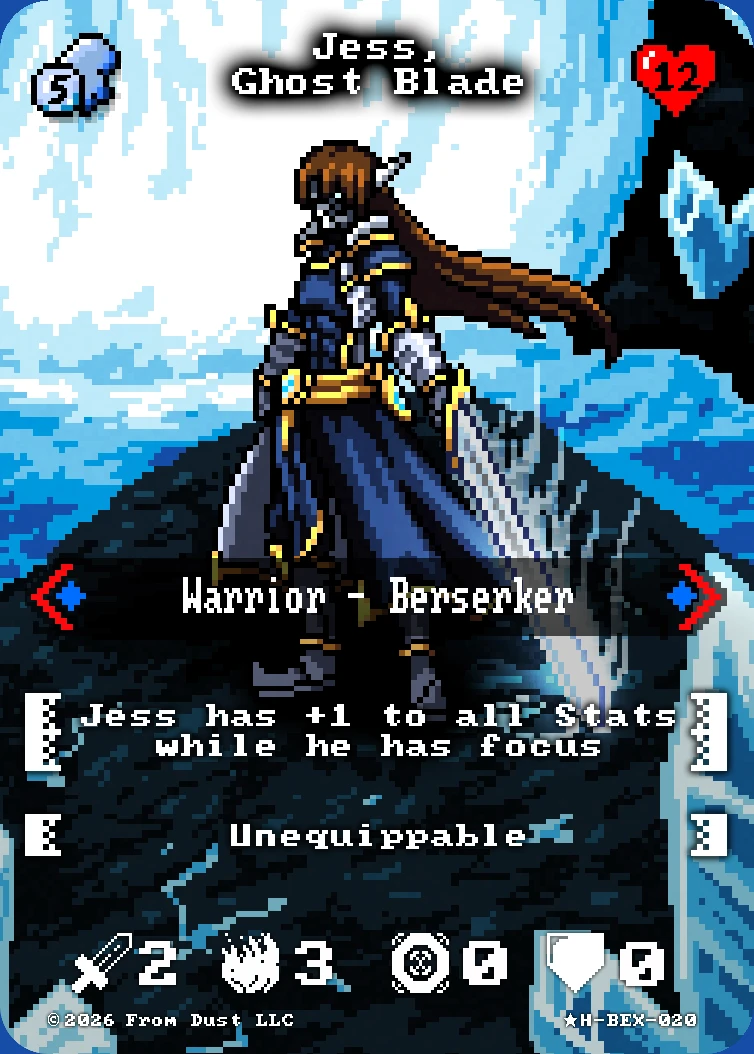 Jess,
Ghost Blade
5
12
Warrior - Berserker
Jess has +1 to all Stats
while he has focus
Unequippable
2 3 0 0
©2026 From Dust LLC
★H-BEX-020